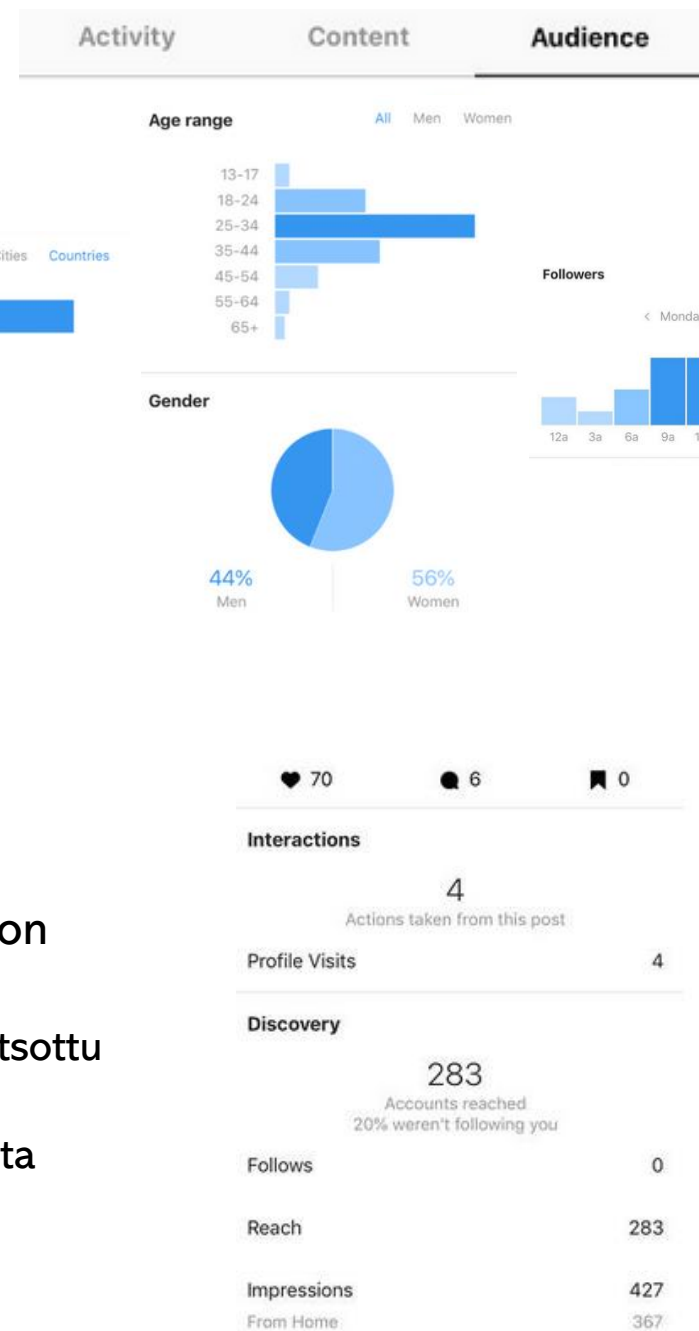 Activity Content Audience
Age range All Men Women
13-17
18-24
25-34
35-44
45-54
55-64
65+
Countries
Followers
< Monda
12a 3a 6a 9a
Gender
44% 56%
Men Women
70 6 0
Interactions
4
Actions taken from this post
Profile Visits 4
Discovery
283
Accounts reached
20% weren't following you
Follows 0
Reach 283
Impressions 427
From Home 367
on
tsottu
ta